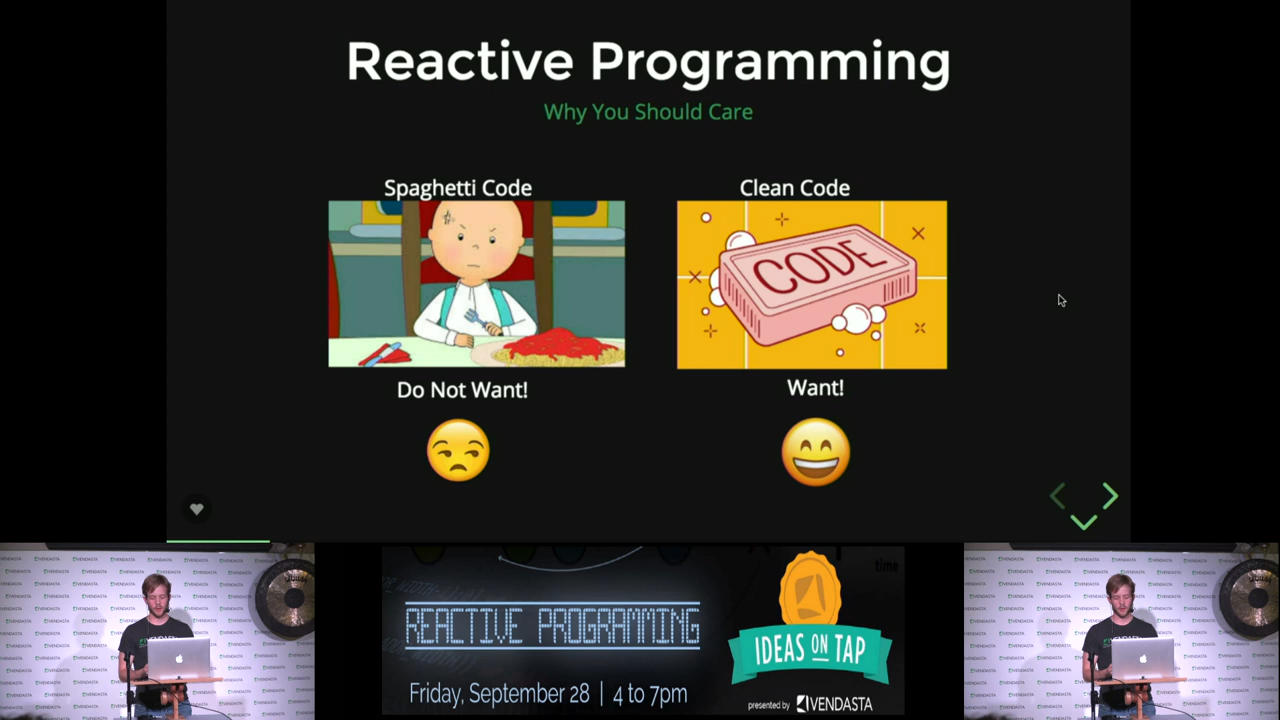 Reactive Programming
Why You Should Care
Spaghetti Code
Clean Code
CODE
Do Not Want!
Want!
time
REACTIVE PROGRAMMING
Friday, September 28 | 4 to 7pm
IDEAS ON TAP
presented by VENDASTA